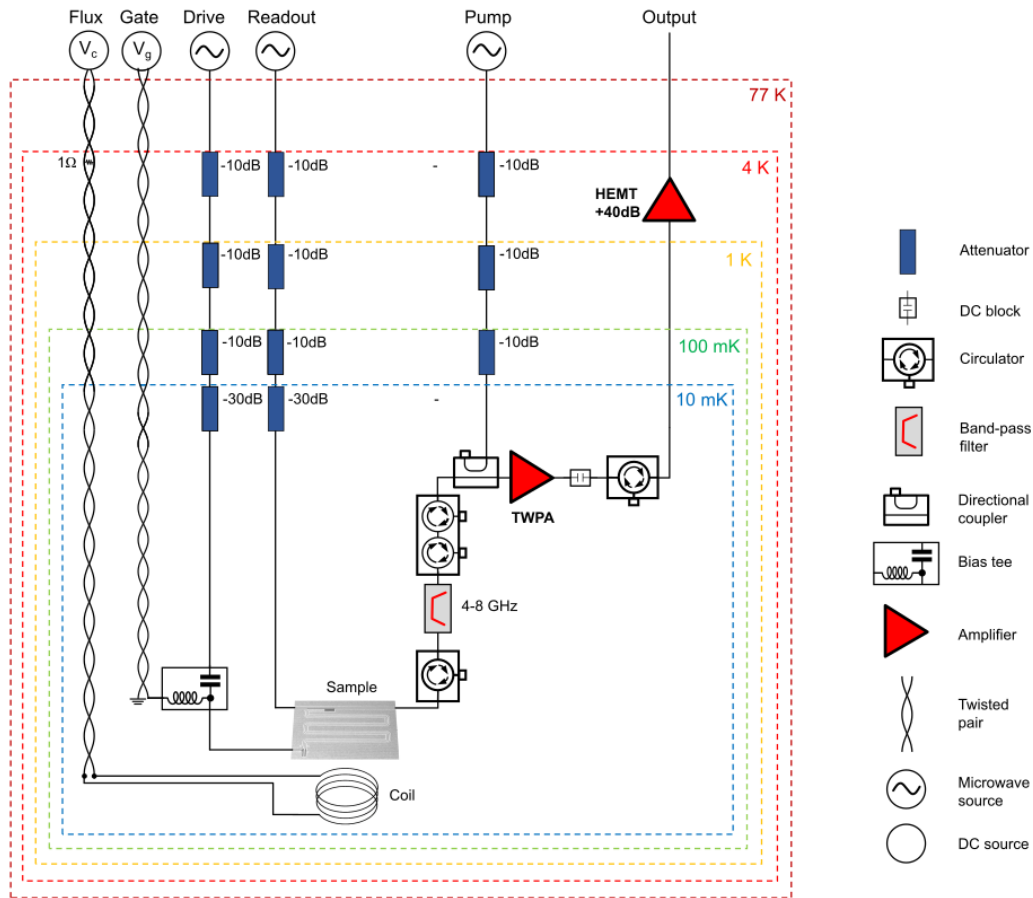 Flux Gate Drive Readout Pump Output
Vc Vg
77 K
1Ω -10dB -10dB - -10dB 4 K
HEMT
+40dB
-10dB -10dB -10dB 1 K
-10dB -10dB -10dB 100 mK
-30dB -30dB - 10 mK
TWPA
4-8 GHz
Sample
Coil
Attenuator
DC block
Circulator
Band-pass
filter
Directional
coupler
Bias tee
Amplifier
Twisted
pair
Microwave
source
DC source